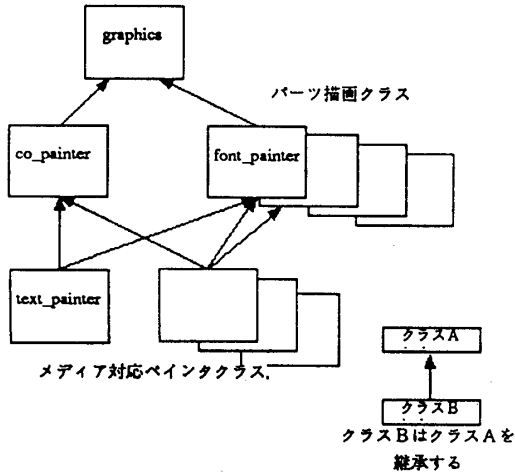 graphics
パーツ描画クラス
co_painter
font_painter
text_painter
メディア対応ペインタクラス.
クラスA
クラスB
クラスBはクラスAを
継承する